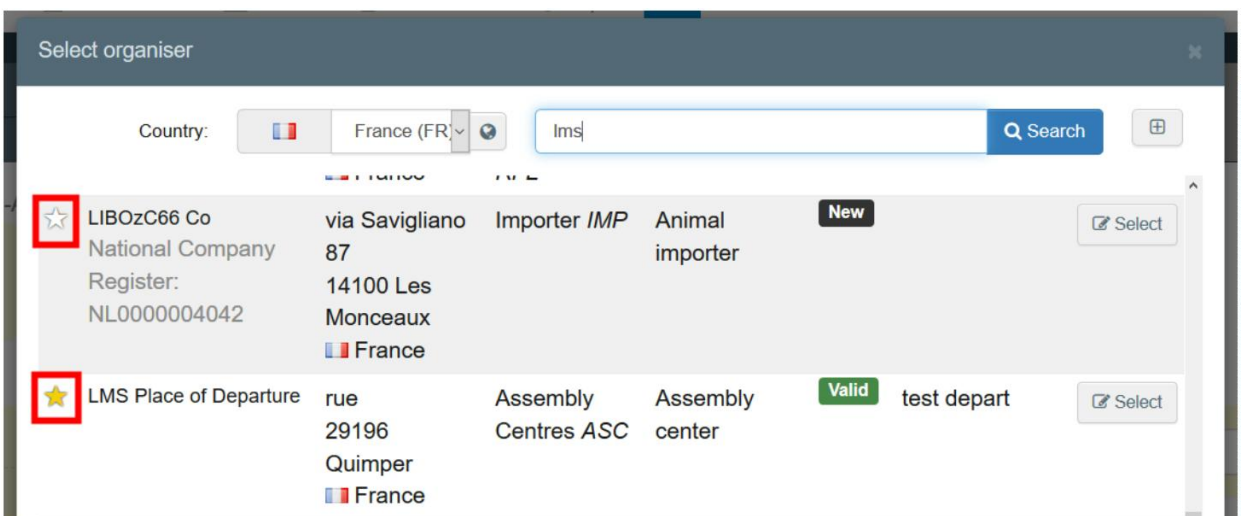 Select organiser
Country: France (FR) lms Search
LIBOzC66 Co via Savigliano Importer IMP Animal New Select
National Company 87 importer
Register: 14100 Les
NL0000004042 Monceaux
France
LMS Place of Departure rue Assembly Assembly Valid test depart Select
29196 Centres ASC center
Quimper
France